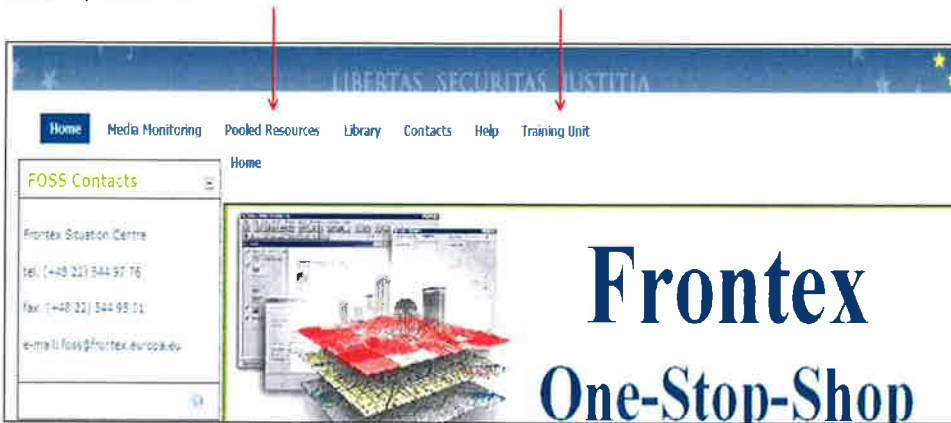 LIBERTAS SECURITAS JUSTITIA
Home Media Monitoring Pooled Resources Library Contacts Help Training Unit
Home
FOSS Contacts
Frontex Situation Centre
tel: (+48 22) 544 97 76
fax: (+48 22) 544 95 01
e-mail: foss@frontex.europa.eu
Frontex
One-Stop-Shop